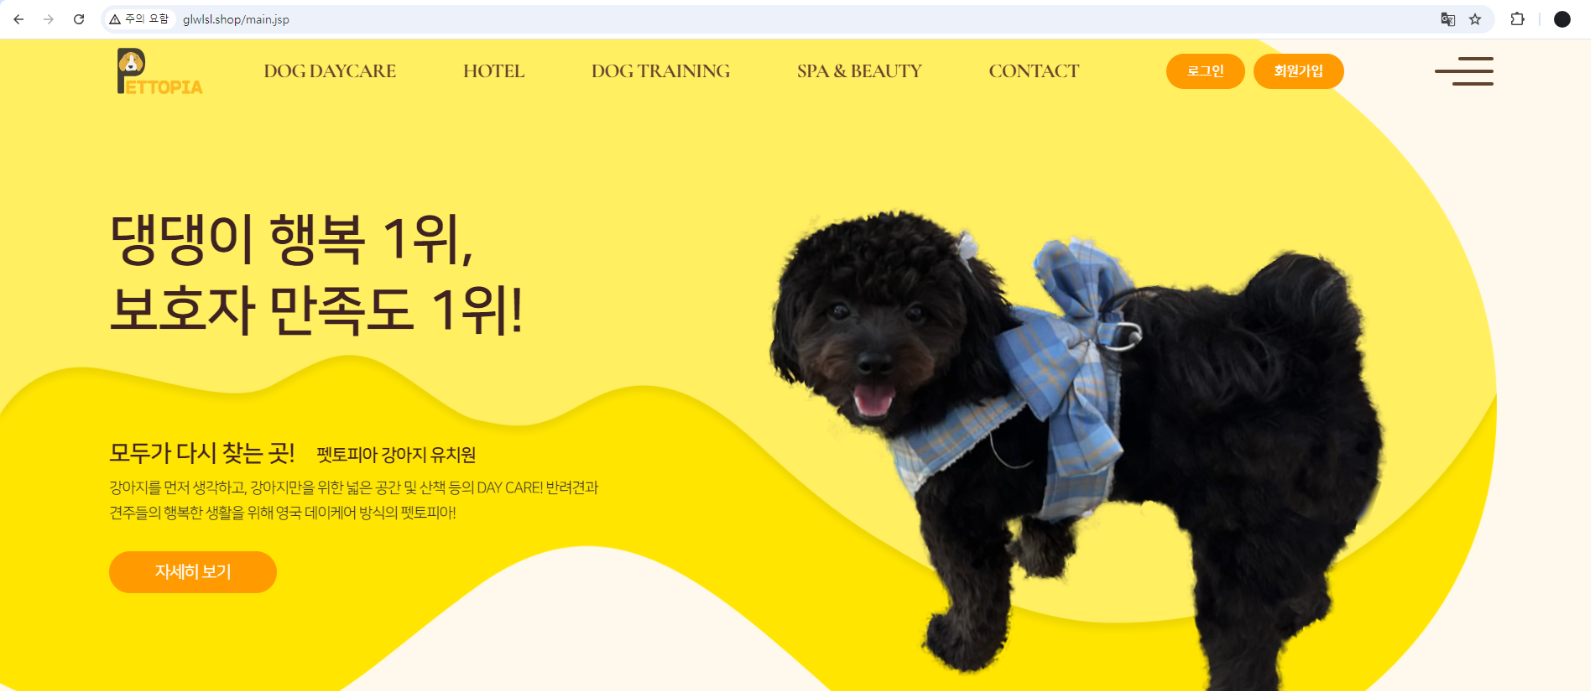 주의 요함 glwlsl.shop/main.jsp
PETTOPIA DOG DAYCARE HOTEL DOG TRAINING SPA & BEAUTY CONTACT 로그인 회원가입
댕댕이 행복 1위,
보호자 만족도 1위!
모두가 다시 찾는 곳! 펫토피아 강아지 유치원
강아지를 먼저 생각하고, 강아지만을 위한 넓은 공간 및 산책 등의 DAY CARE! 반려견과
견주들의 행복한 생활을 위해 영국 데이케어 방식의 펫토피아!
자세히 보기